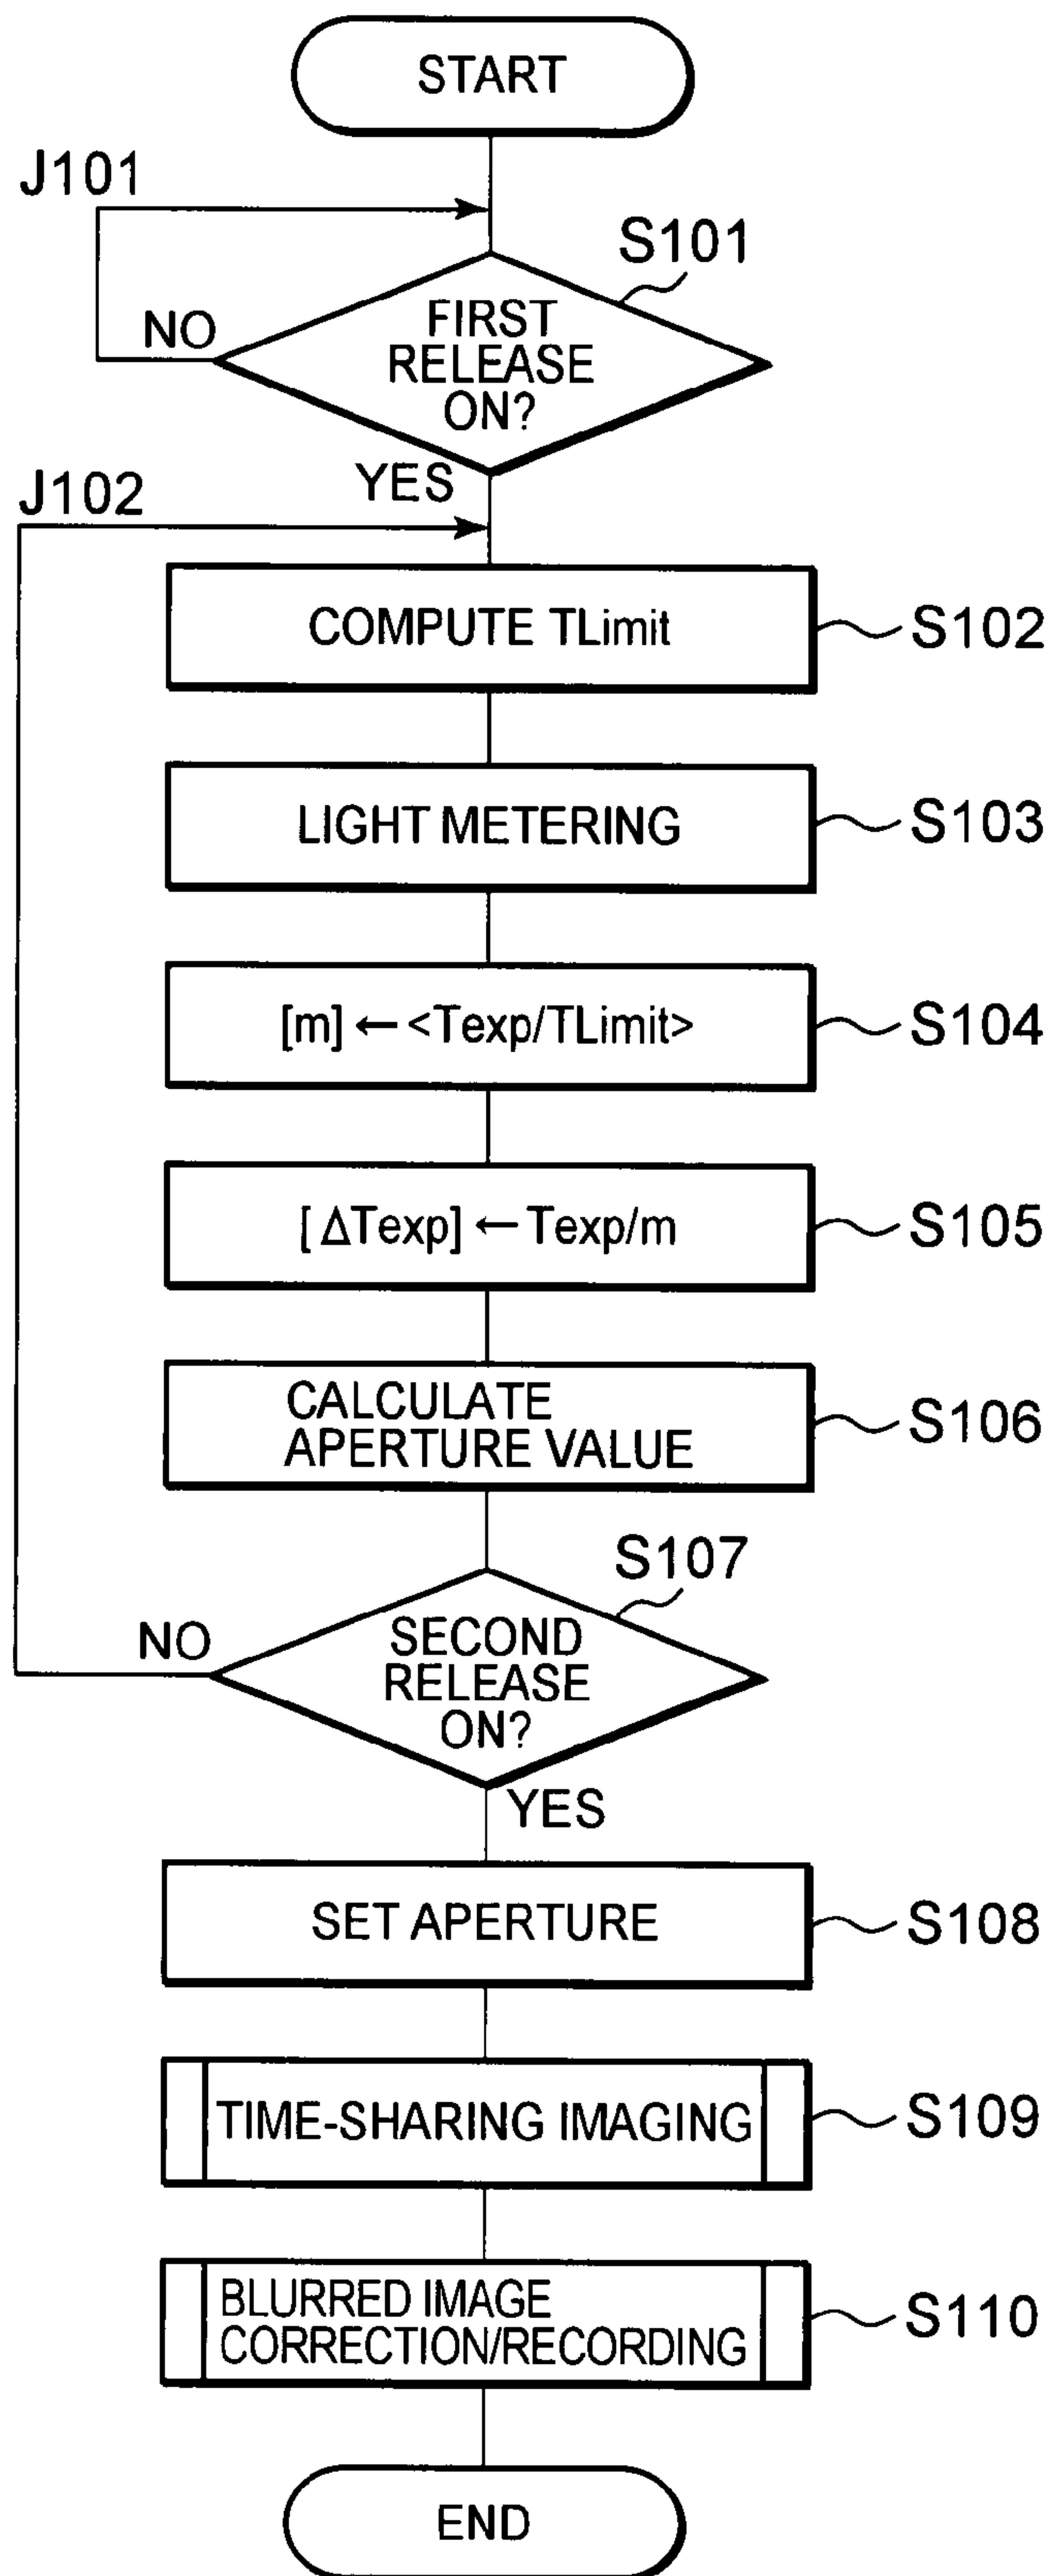 START
J101
S101
NO
FIRST
RELEASE
ON?
YES
J102
COMPUTE TLimit
S102
LIGHT METERING
S103
[m] ← <Texp/TLimit>
S104
[ΔTexp] ← Texp/m
S105
CALCULATE
APERTURE VALUE
S106
S107
NO
SECOND
RELEASE
ON?
YES
SET APERTURE
S108
TIME-SHARING IMAGING
S109
BLURRED IMAGE
CORRECTION/RECORDING
S110
END